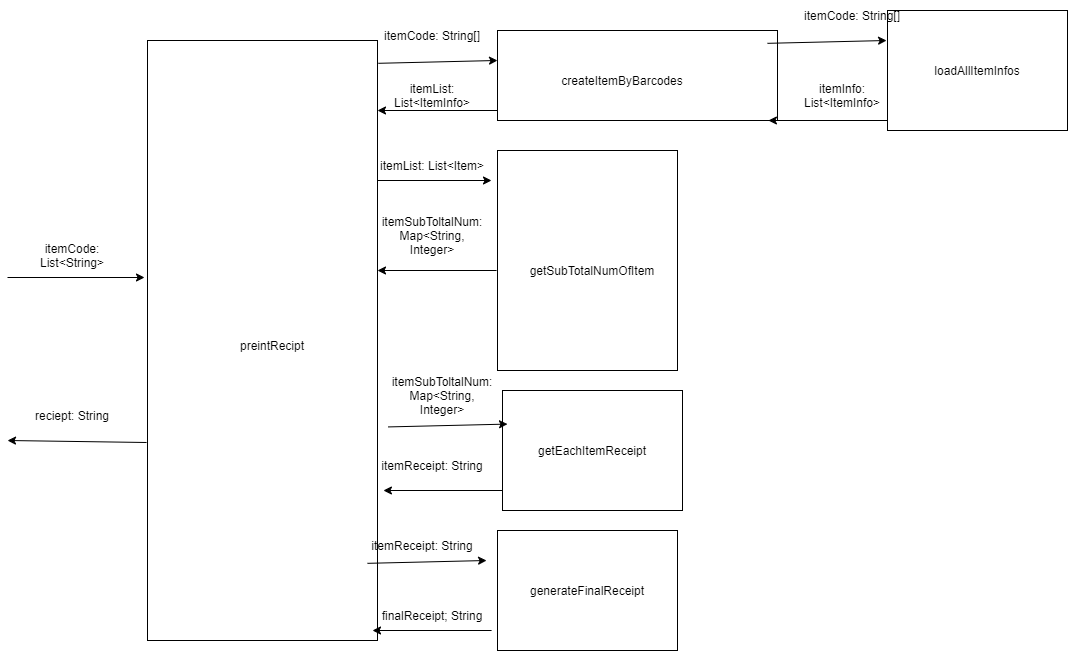 itemCode: String[]
itemCode: String[]
createItemByBarcodes
loadAllItemInfos
itemList:
List<ItemInfo>
itemInfo:
List<ItemInfo>
itemList: List<Item>
itemSubToltalNum:
Map<String,
Integer>
getSubTotalNumOfItem
itemCode:
List<String>
preintRecipt
itemSubToltalNum:
Map<String,
Integer>
reciept: String
getEachItemReceipt
itemReceipt: String
itemReceipt: String
generateFinalReceipt
finalReceipt; String